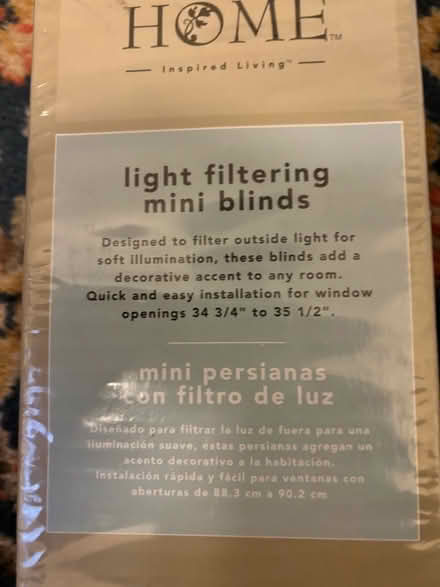 HOME™
Inspired Living™
light filtering
mini blinds
Designed to filter outside light for
soft illumination, these blinds add a
decorative accent to any room.
Quick and easy installation for window
openings 34 3/4" to 35 1/2".
mini persianas
con filtro de luz
Diseñado para filtrar la luz de fuera para una
iluminación suave, estas persianas agregan un
acento decorativo a la habitación.
Instalación rápida y fácil para ventanas con
aberturas de 88.3 cm a 90.2 cm